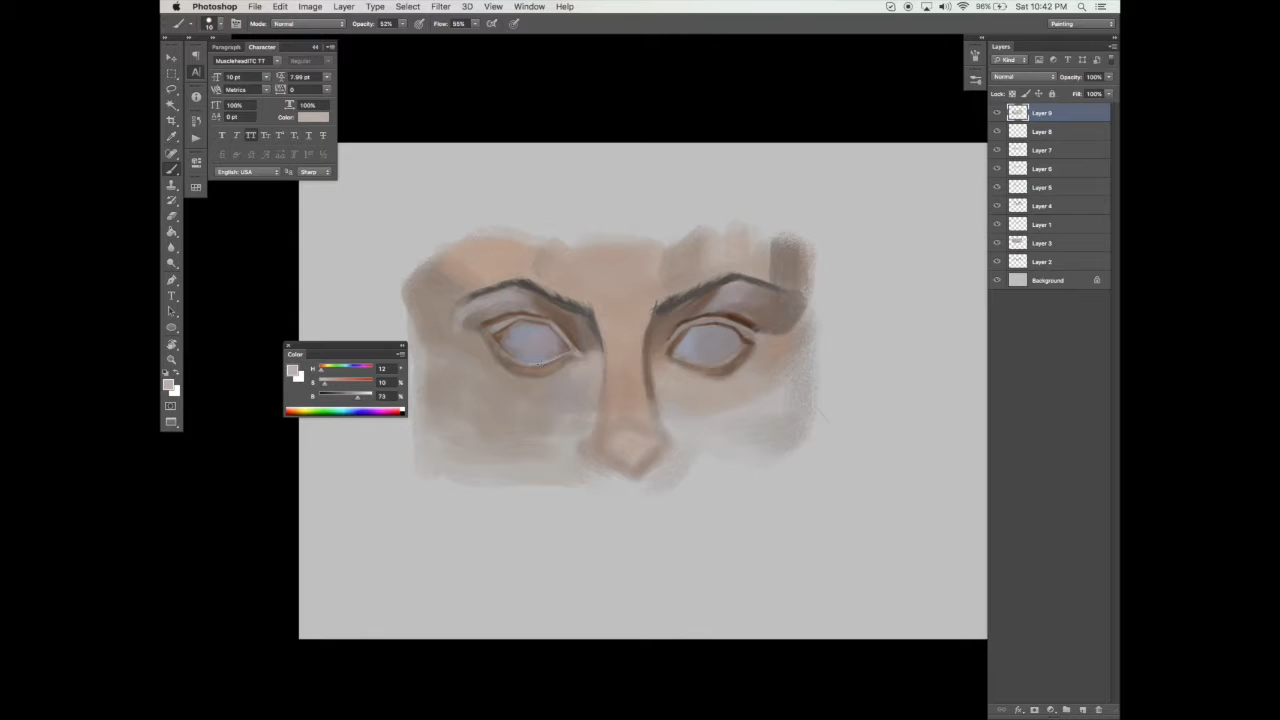 Photoshop File Edit Image Layer Type Select Filter 3D View Window Help 96% Sat 10:42 PM
10 Mode: Normal Opacity: 52% Flow: 55% Painting
Paragraph Character
MuscleheadITC TT Regular
10 pt 7.99 pt
Metrics 0
100% 100%
0 pt Color:
English: USA Sharp
Color
H 12 °
S 10 %
B 73 %
Layers
Kind
Normal Opacity: 100%
Lock: Fill: 100%
Layer 9
Layer 8
Layer 7
Layer 6
Layer 5
Layer 4
Layer 1
Layer 3
Layer 2
Background